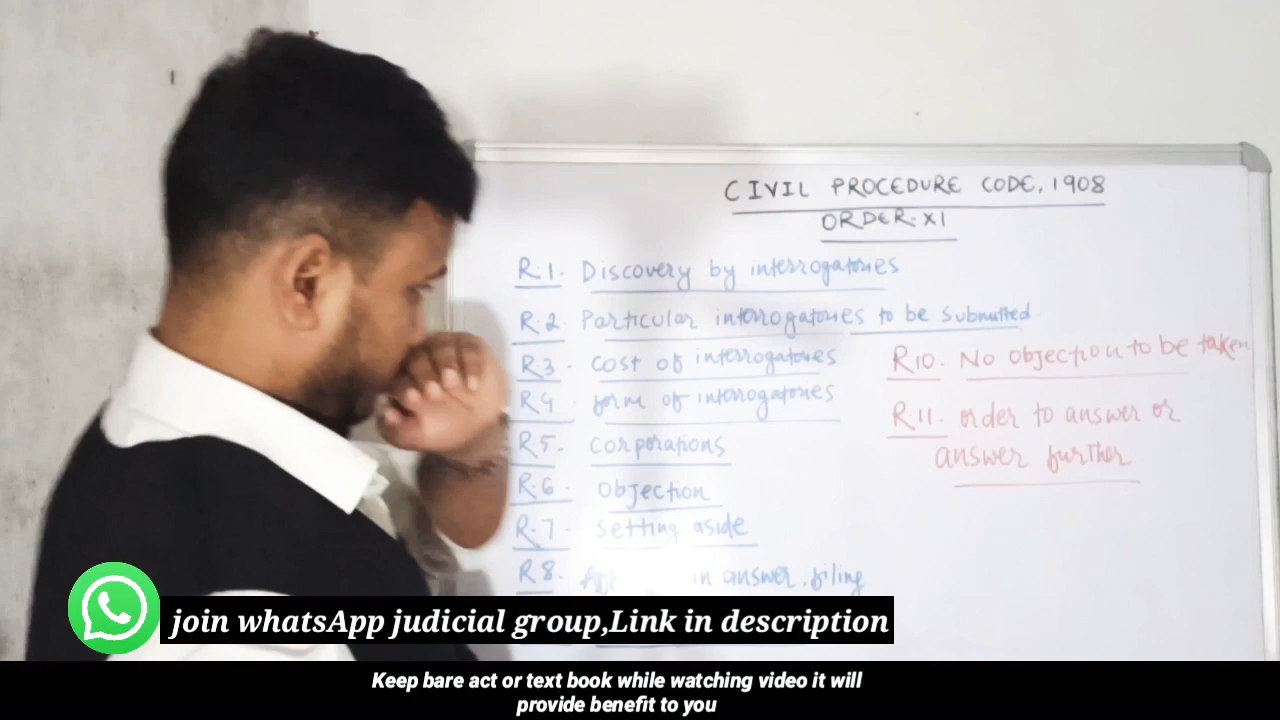 CIVIL PROCEDURE CODE, 1908
ORDER-XI
R.1. Discovery by interrogatories
R.2. Particular interrogatories to be submitted
R.3 - cost of interrogatories
R.4 - form of interrogatories
R.5 - corporations
R.6 - Objection
R.7 - setting aside
R8. in answer, filing
R10. No objection to be taken
R.11. order to answer or
answer further
join whatsApp judicial group,Link in description
Keep bare act or text book while watching video it will
provide benefit to you